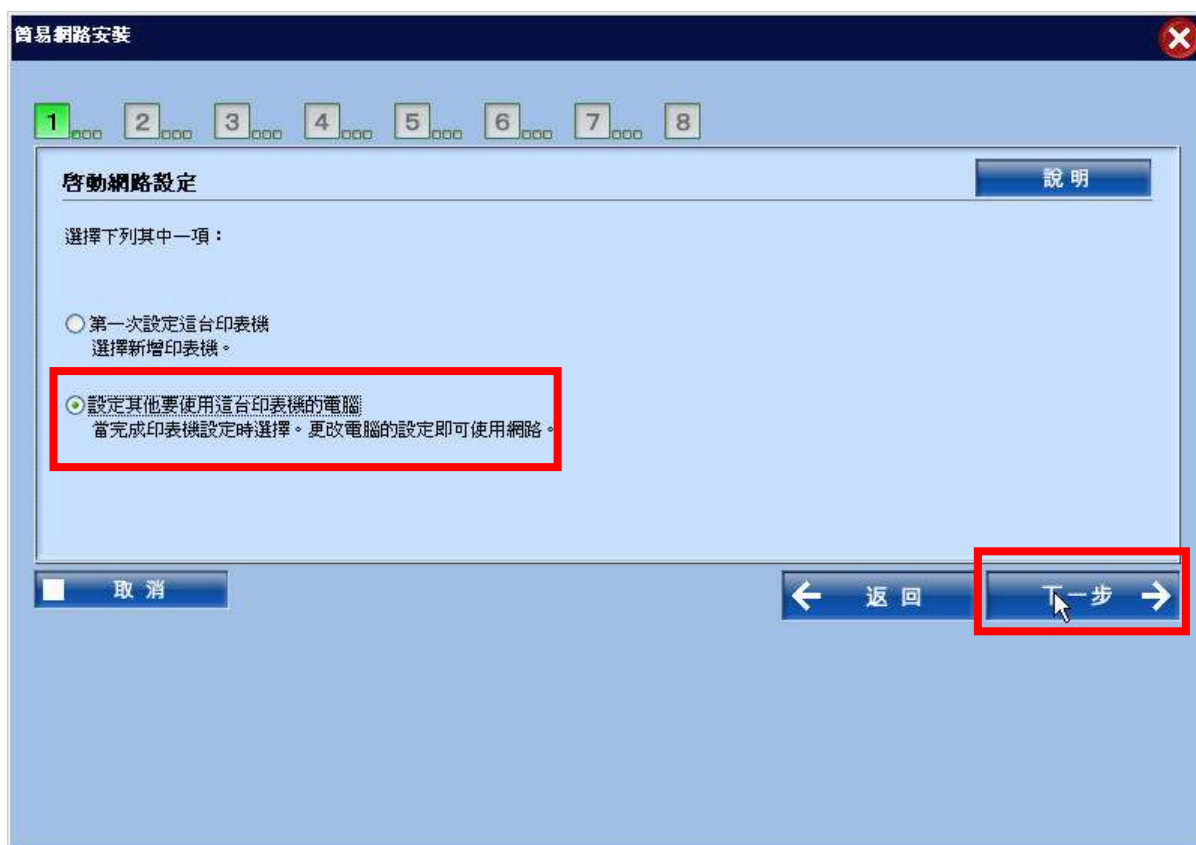 簡易網路安裝
1 2 3 4 5 6 7 8
啓動網路設定
說明
選擇下列其中一項：
第一次設定這台印表機
選擇新增印表機。
設定其他要使用這台印表機的電腦
當完成印表機設定時選擇。更改電腦的設定即可使用網路。
取消
返回
下一步